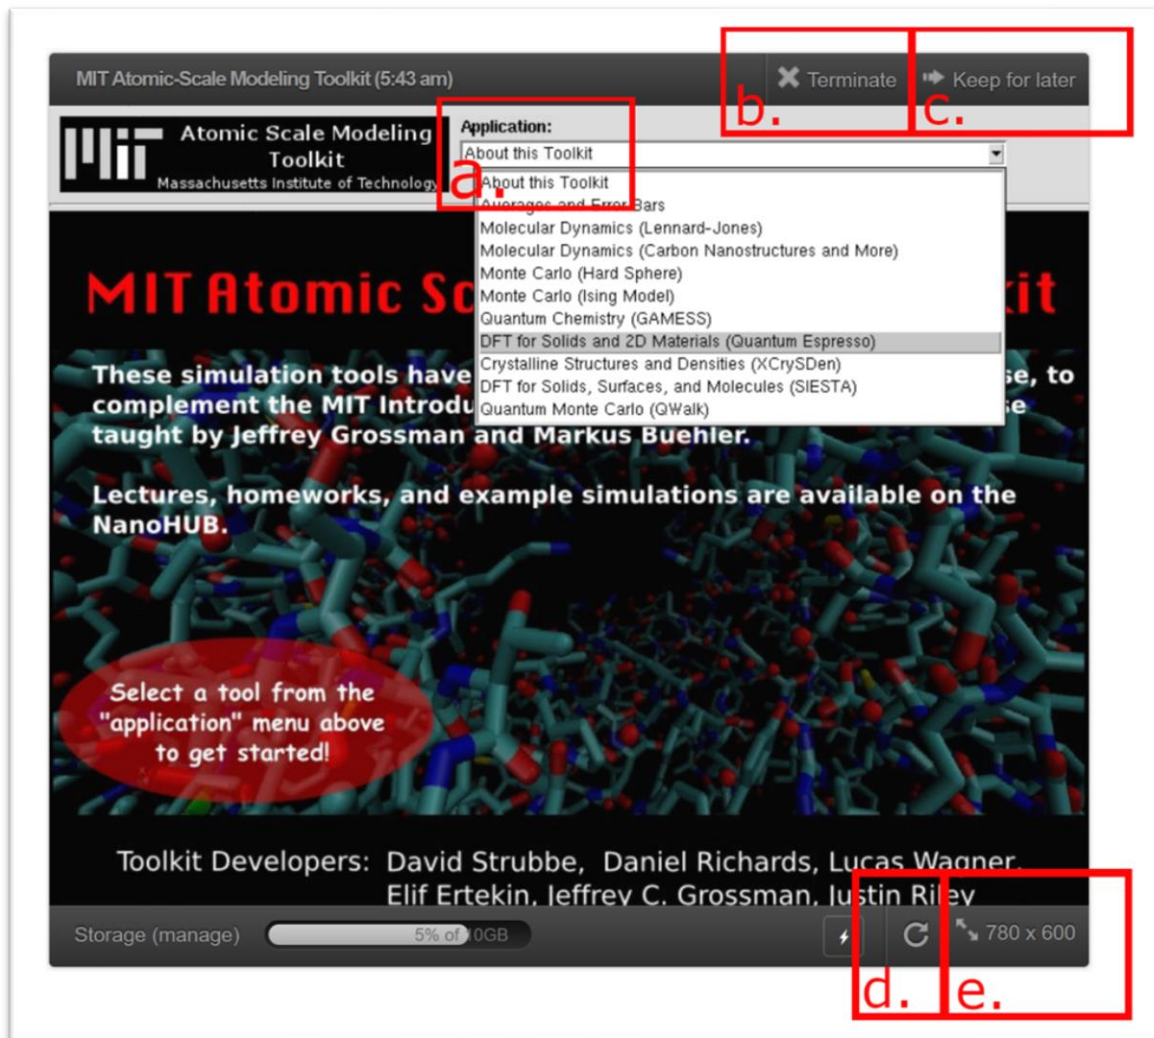 MIT Atomic-Scale Modeling Toolkit (5:43 am)
Terminate
Keep for later
b.
c.
MIT
Atomic Scale Modeling
Toolkit
Massachusetts Institute of Technology
Application:
About this Toolkit
a.
About this Toolkit
Averages and Error Bars
Molecular Dynamics (Lennard-Jones)
Molecular Dynamics (Carbon Nanostructures and More)
Monte Carlo (Hard Sphere)
Monte Carlo (Ising Model)
Quantum Chemistry (GAMESS)
DFT for Solids and 2D Materials (Quantum Espresso)
Crystalline Structures and Densities (XCrySDen)
DFT for Solids, Surfaces, and Molecules (SIESTA)
Quantum Monte Carlo (QWalk)
MIT Atomic Sc kit
These simulation tools have se, to
complement the MIT Introdu se
taught by Jeffrey Grossman and Markus Buehler.
Lectures, homeworks, and example simulations are available on the
NanoHUB.
Select a tool from the
"application" menu above
to get started!
Toolkit Developers: David Strubbe, Daniel Richards, Lucas Wagner,
Elif Ertekin, Jeffrey C. Grossman, Justin Riley
Storage (manage)
5% of 10GB
780 x 600
d.
e.